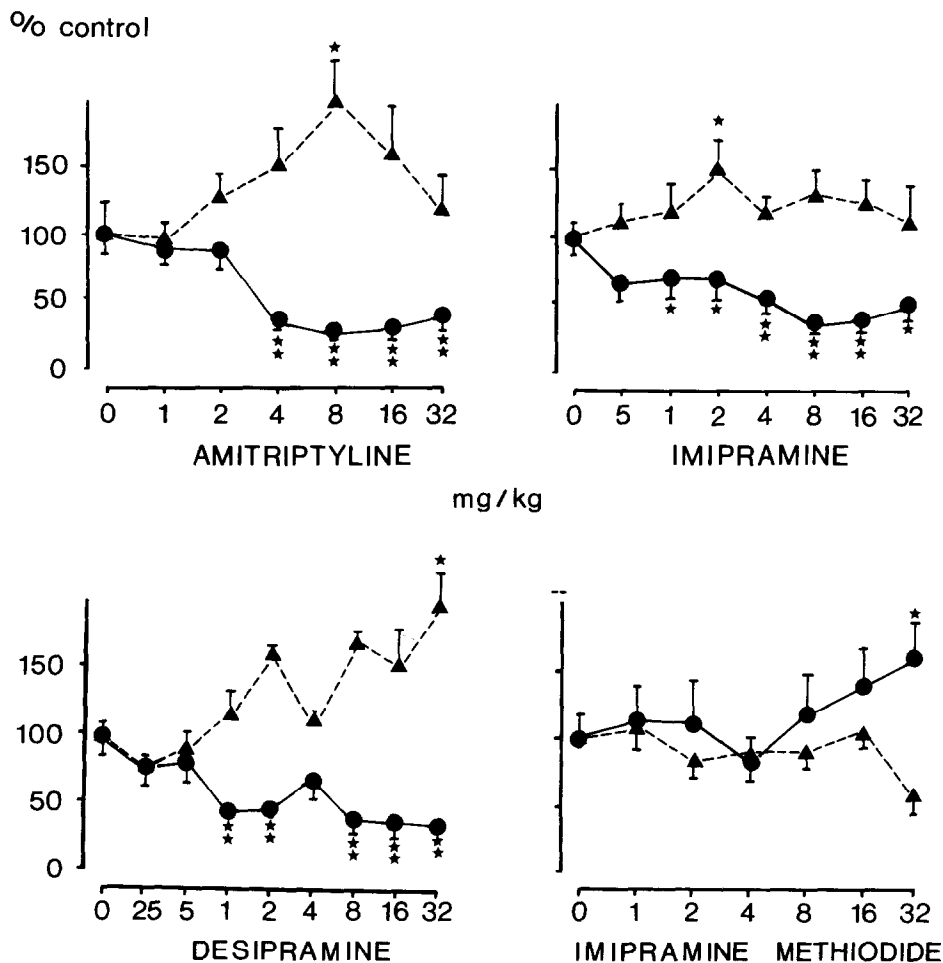 % control
150
100
50
0
0 1 2 4 8 16 32
AMITRIPTYLINE
0 5 1 2 4 8 16 32
IMIPRAMINE
mg/kg
150
100
50
0
0 25 5 1 2 4 8 16 32
DESIPRAMINE
0 1 2 4 8 16 32
IMIPRAMINE METHIODIDE